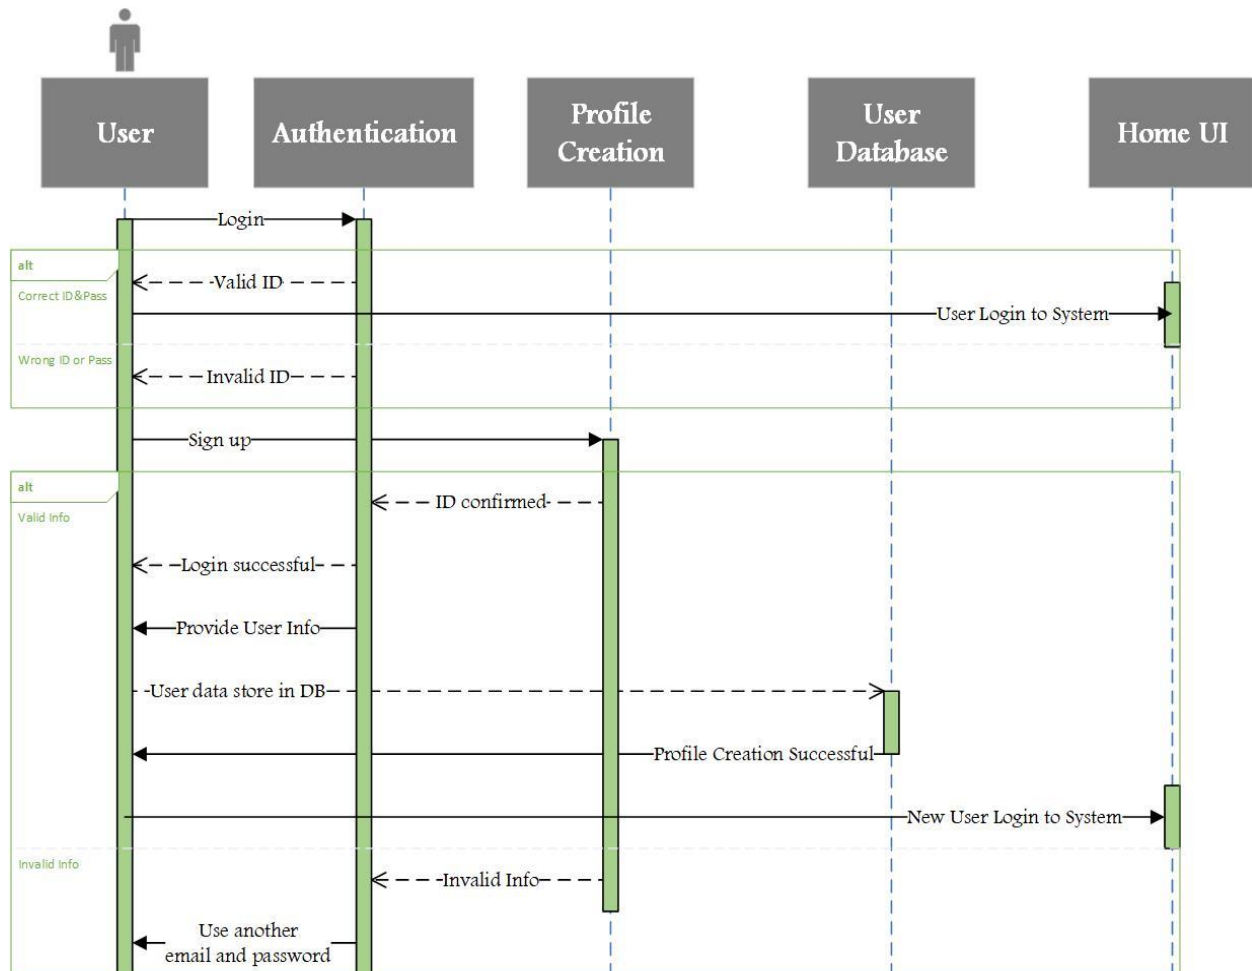 User
Authentication
Profile
Creation
User
Database
Home UI
Login
alt
Valid ID
Correct ID&Pass
User Login to System
Wrong ID or Pass
Invalid ID
Sign up
alt
ID confirmed
Valid Info
Login successful
Provide User Info
User data store in DB
Profile Creation Successful
New User Login to System
Invalid Info
Invalid Info
Use another
email and password